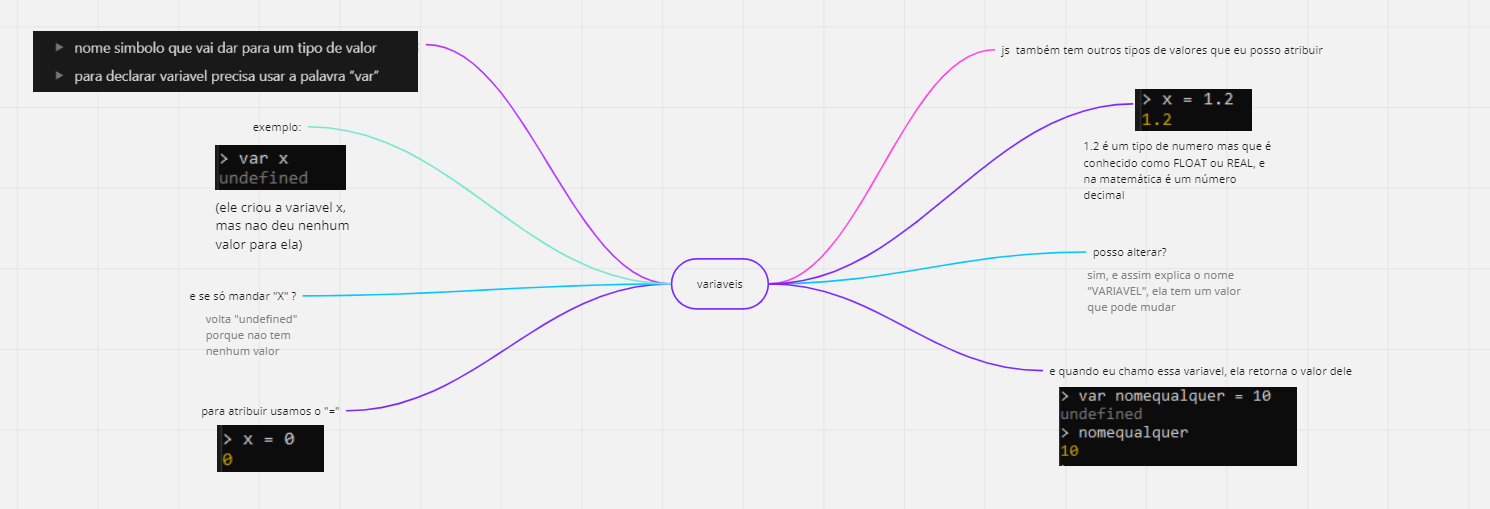 nome simbolo que vai dar para um tipo de valor
para declarar variavel precisa usar a palavra "var"
exemplo:
> var x
undefined
(ele criou a variavel x,
mas nao deu nenhum
valor para ela)
e se só mandar "X" ?
volta "undefined"
porque nao tem
nenhum valor
para atribuir usamos o "="
> x = 0
0
variaveis
js  também tem outros tipos de valores que eu posso atribuir
> x = 1.2
1.2
1.2 é um tipo de numero mas que é
conhecido como FLOAT ou REAL, e
na matemática é um número
decimal
posso alterar?
sim, e assim explica o nome
"VARIAVEL", ela tem um valor
que pode mudar
e quando eu chamo essa variavel, ela retorna o valor dele
> var nomequalquer = 10
undefined
> nomequalquer
10